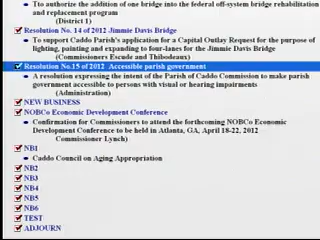 Tto authorize the addition of one bridge into the federal off-system bridge rehabilitation
and replacement program
(District 1)
Resolution No. 14 of 2012 Jimmie Davis Bridge
To support Caddo Parish's application for a Capital Outlay Request for the purpose of
lighting, painting and expanding to four-lanes for the Jimmie Davis Bridge
(Commissioners Escude and Thibodeaux)
Resolution No.15 of 2012 Accessible parish government
A resolution expressing the intent of the Parish of Caddo Commission to make parish
government accessible to persons with visual or hearing impairments
(Administration)
NEW BUSINESS
NOBCo Economic Development Conference
Confirmation for Commissioners to attend the forthcoming NOBCo Economic
Development Conference to be held in Atlanta, GA, April 18-22, 2012
Commissioner Lynch)
NB1
Caddo Council on Aging Appropriation
NB2
NB3
NB4
NB5
NB6
TEST
ADJOURN